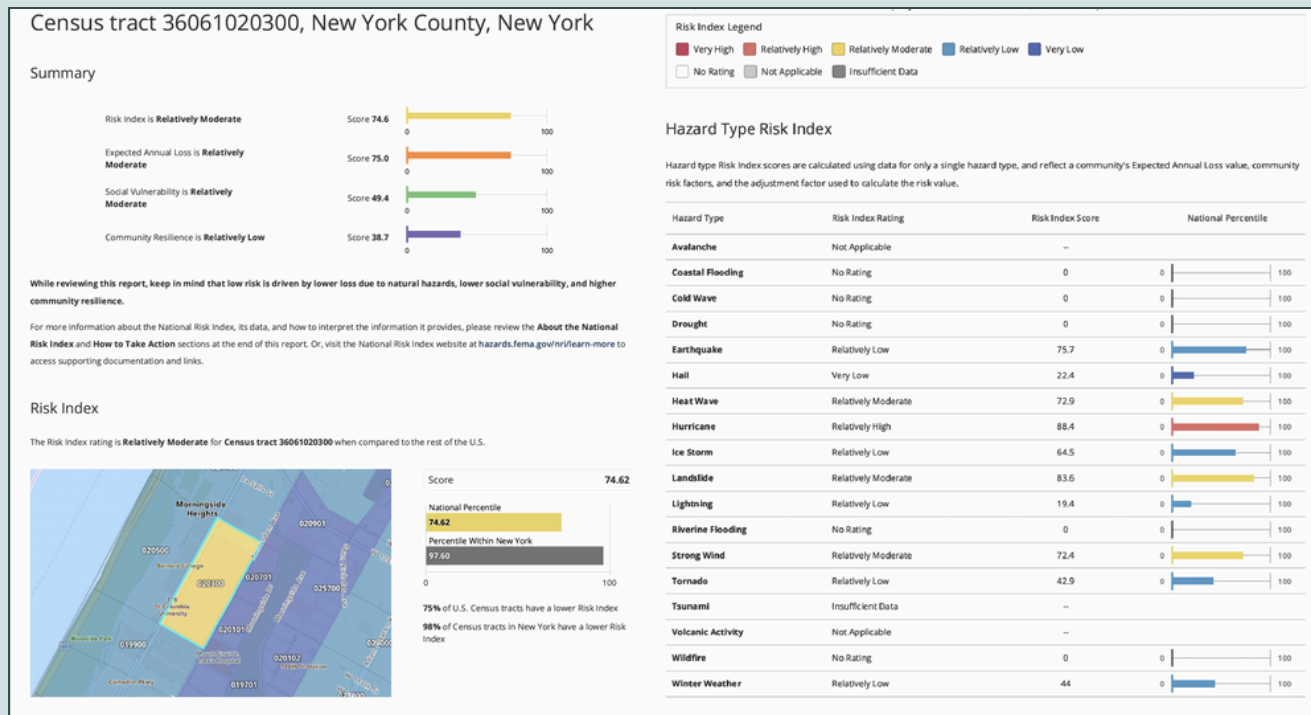 Census tract 36061020300, New York County, New York
Summary
Risk Index is Relatively Moderate
Score 74.6
0 100
Expected Annual Loss is Relatively
Moderate
Score 75.0
0 100
Social Vulnerability is Relatively
Moderate
Score 49.4
0 100
Community Resilience is Relatively Low
Score 38.7
0 100
While reviewing this report, keep in mind that low risk is driven by lower loss due to natural hazards, lower social vulnerability, and higher
community resilience.
For more information about the National Risk Index, its data, and how to interpret the information it provides, please review the About the National
Risk Index and How to Take Action sections at the end of this report. Or, visit the National Risk Index website at hazards.fema.gov/nri/learn-more to
access supporting documentation and links.
Risk Index
The Risk Index rating is Relatively Moderate for Census tract 36061020300 when compared to the rest of the U.S.
Morningside
Heights
020901
020500
Barnard College
020300
020701
025700
116
St Columbia
University
Riverside Park
019900
020101
020102
Cathedral Pkwy
019701
Score 74.62
National Percentile
74.62
Percentile Within New York
97.60
0 100
75% of U.S. Census tracts have a lower Risk Index
98% of Census tracts in New York have a lower Risk
Index
Risk Index Legend
Very High Relatively High Relatively Moderate Relatively Low Very Low
No Rating Not Applicable Insufficient Data
Hazard Type Risk Index
Hazard type Risk Index scores are calculated using data for only a single hazard type, and reflect a community's Expected Annual Loss value, community
risk factors, and the adjustment factor used to calculate the risk value.
Hazard Type Risk Index Rating Risk Index Score National Percentile
Avalanche Not Applicable --
Coastal Flooding No Rating 0 0 100
Cold Wave No Rating 0 0 100
Drought No Rating 0 0 100
Earthquake Relatively Low 75.7 0 100
Hail Very Low 22.4 0 100
Heat Wave Relatively Moderate 72.9 0 100
Hurricane Relatively High 88.4 0 100
Ice Storm Relatively Low 64.5 0 100
Landslide Relatively Moderate 83.6 0 100
Lightning Relatively Low 19.4 0 100
Riverine Flooding No Rating 0 0 100
Strong Wind Relatively Moderate 72.4 0 100
Tornado Relatively Low 42.9 0 100
Tsunami Insufficient Data --
Volcanic Activity Not Applicable --
Wildfire No Rating 0 0 100
Winter Weather Relatively Low 44 0 100